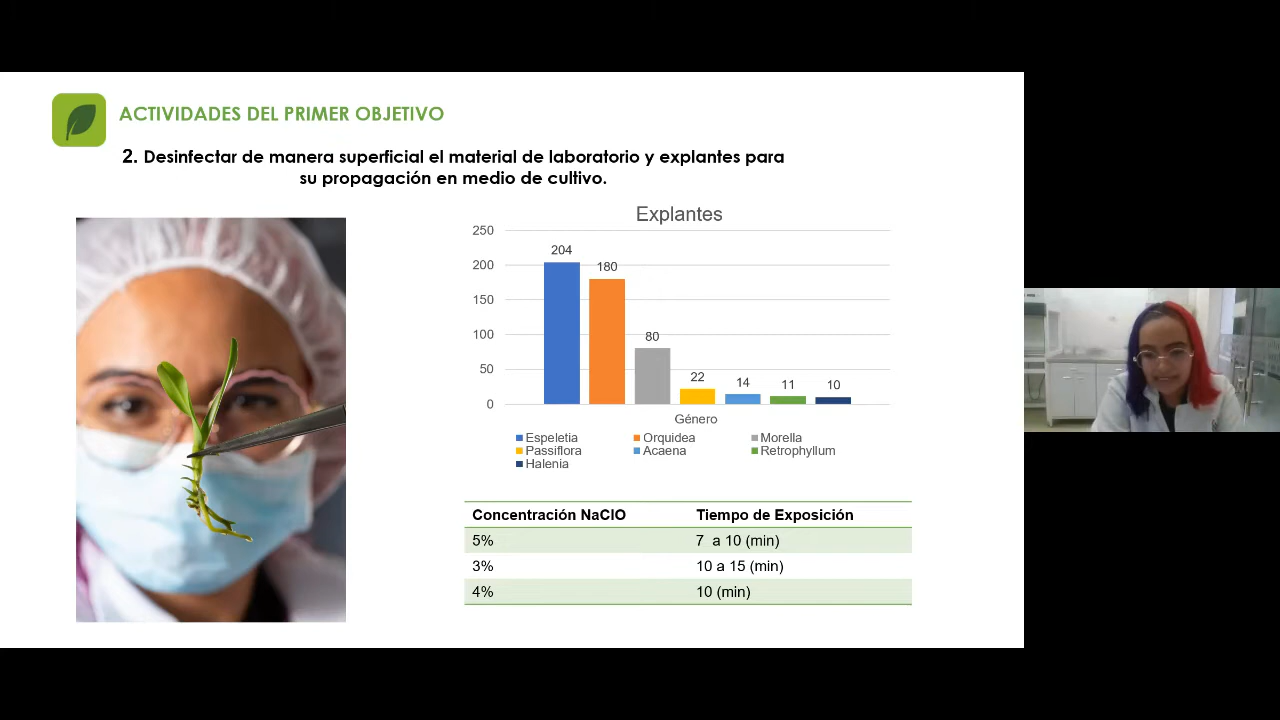 ACTIVIDADES DEL PRIMER OBJETIVO
2. Desinfectar de manera superficial el material de laboratorio y explantes para
su propagación en medio de cultivo.
Explantes
250
200
150
100
50
0
204
180
80
22
14
11
10
Género
Espeletia
Orquidea
Morella
Passiflora
Acaena
Retrophyllum
Halenia
Concentración NaClO Tiempo de Exposición
5% 7 a 10 (min)
3% 10 a 15 (min)
4% 10 (min)